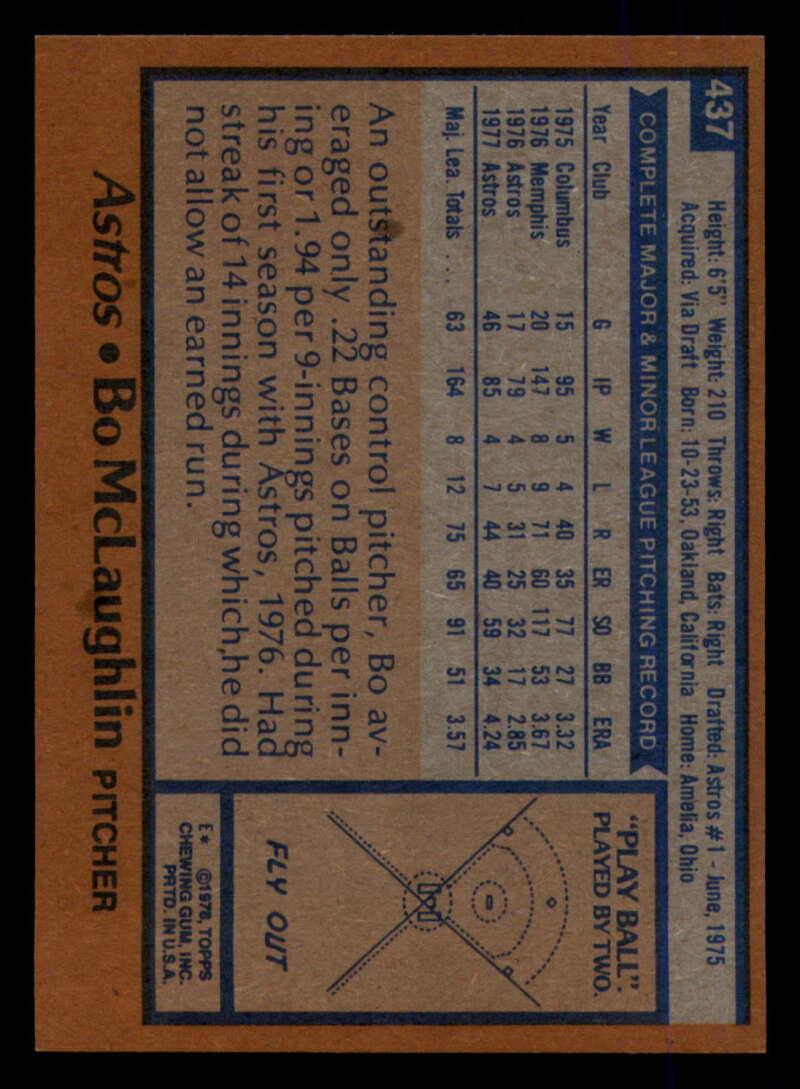 437
Height: 6'5" Weight: 210 Throws: Right Bats: Right Drafted: Astros #1 - June, 1975
Acquired: Via Draft Born: 10-23-53, Oakland, California Home: Amelia, Ohio
COMPLETE MAJOR & MINOR LEAGUE PITCHING RECORD
Year Club G IP W L R ER SO BB ERA
1975 Columbus 15 95 5 4 40 35 77 27 3.32
1976 Memphis 20 147 8 9 71 60 117 53 3.67
1976 Astros 17 79 4 5 31 25 32 17 2.85
1977 Astros 46 85 4 7 44 40 59 34 4.24
Maj. Lea. Totals .... 63 164 8 12 75 65 91 51 3.57
An outstanding control pitcher, Bo av-
eraged only .22 Bases on Balls per inn-
ing or 1.94 per 9-innings pitched during
his first season with Astros, 1976. Had
streak of 14 innings during which,he did
not allow an earned run.
"PLAY BALL".
PLAYED BY TWO.
FLY OUT
E* ©1978, TOPPS
CHEWING GUM, INC.
PRTD. IN U.S.A.
Astros • Bo McLaughlin PITCHER